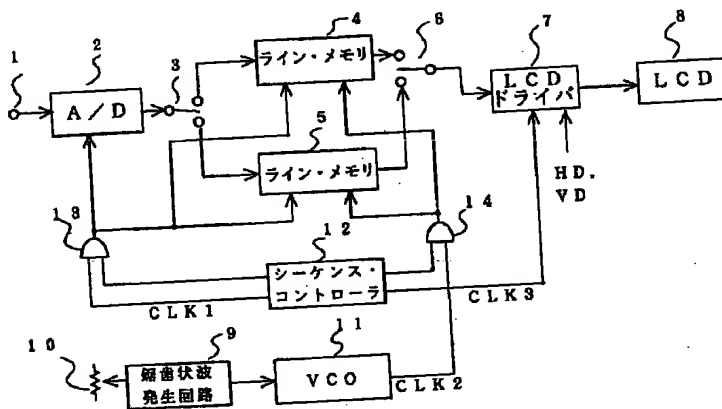 4
ライン・メモリ
6
7
8
1
2
3
A/D
LCD
ドライバ
LCD
5
ライン・メモリ
HD.
VD
13
12
14
シーケンス・
コントローラ
CLK1
CLK3
10
9
11
鋸歯状波
発生回路
VCO
CLK2